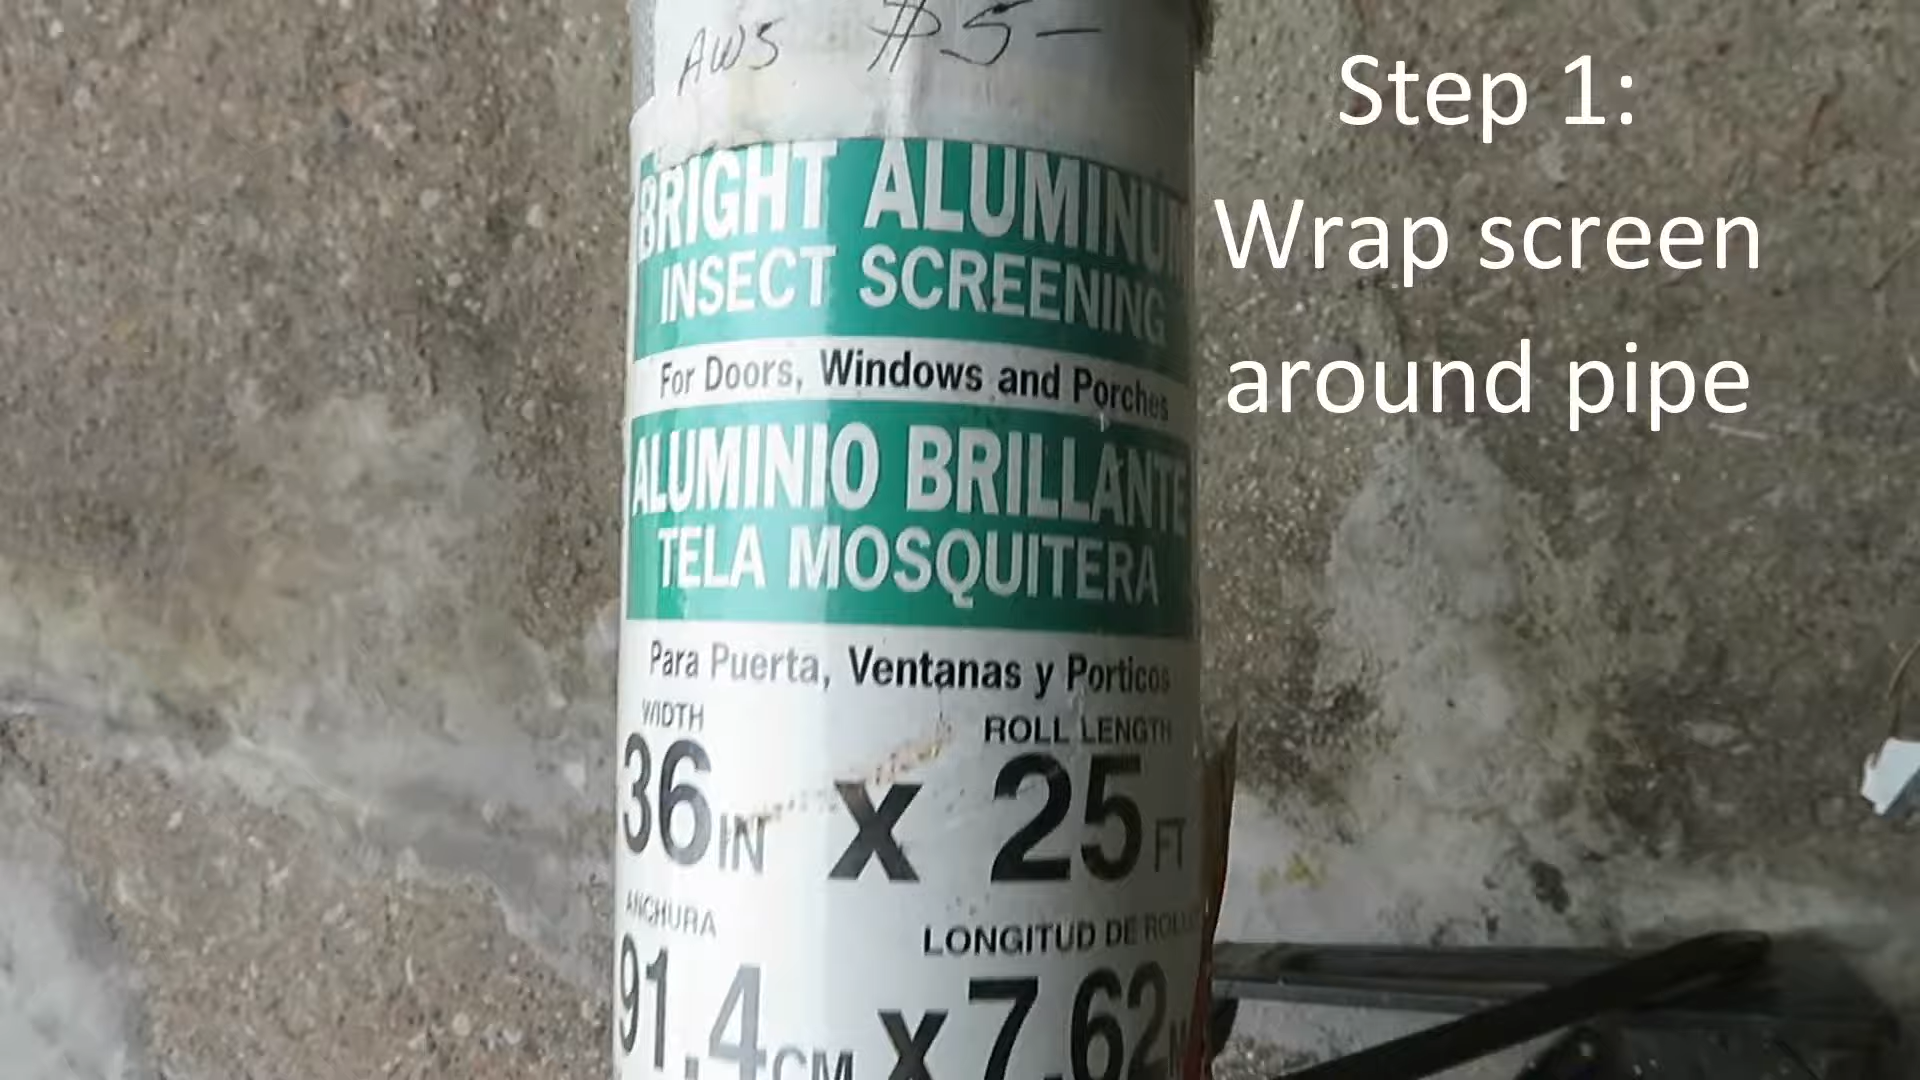 AWS $5-
BRIGHT ALUMINUM
INSECT SCREENING
For Doors, Windows and Porches
ALUMINIO BRILLANTE
TELA MOSQUITERA
Para Puerta, Ventanas y Porticos
WIDTH ROLL LENGTH
36 IN x 25 FT
ANCHURA LONGITUD DE ROLLO
91.4 CM x 7.62 M
Step 1:
Wrap screen
around pipe